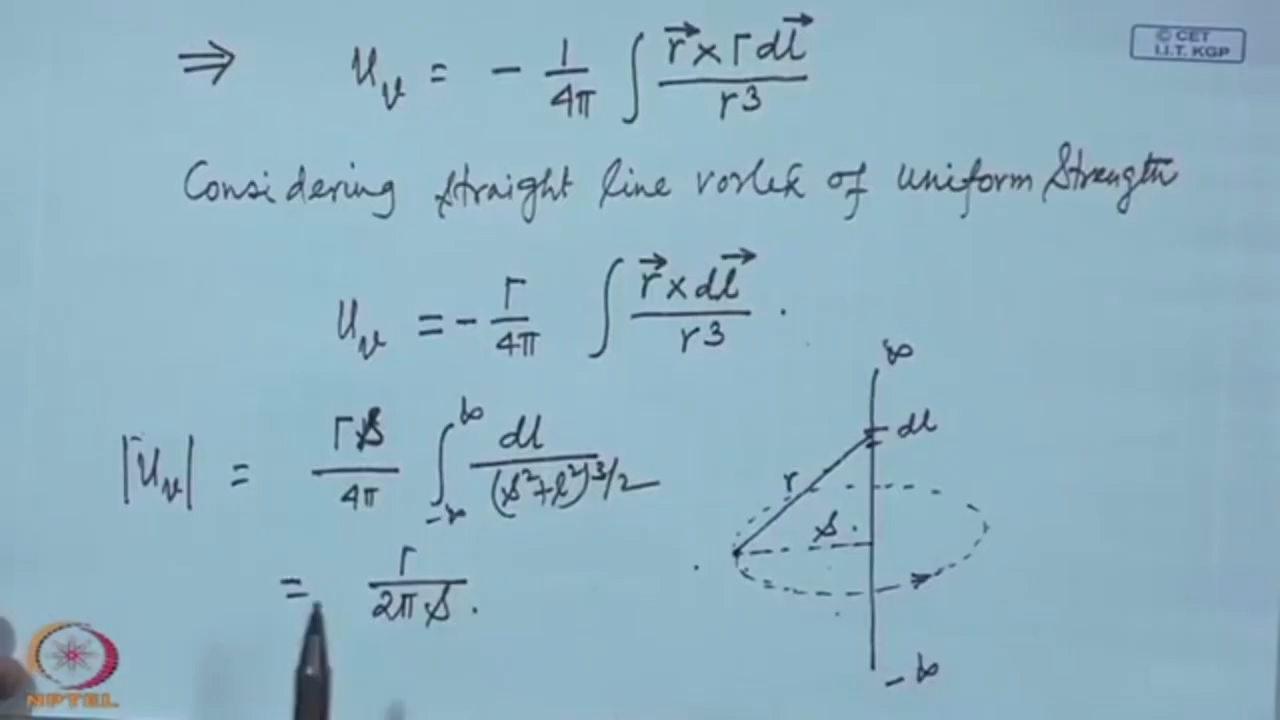 © CET
I.I.T. KGP
⇒ u_v = - 1/4π ∫ r⃗ × Γ dl⃗ / r3
Considering straight line vortex of uniform strength
u_v = - Γ/4π ∫ r⃗ × dl⃗ / r3 .
|u_v| = Γs/4π ∫_{-∞}^{∞} dl / (s²+l²)^3/2
= Γ / 2πs .
∞
dl
r
s .
- ∞
NPTEL